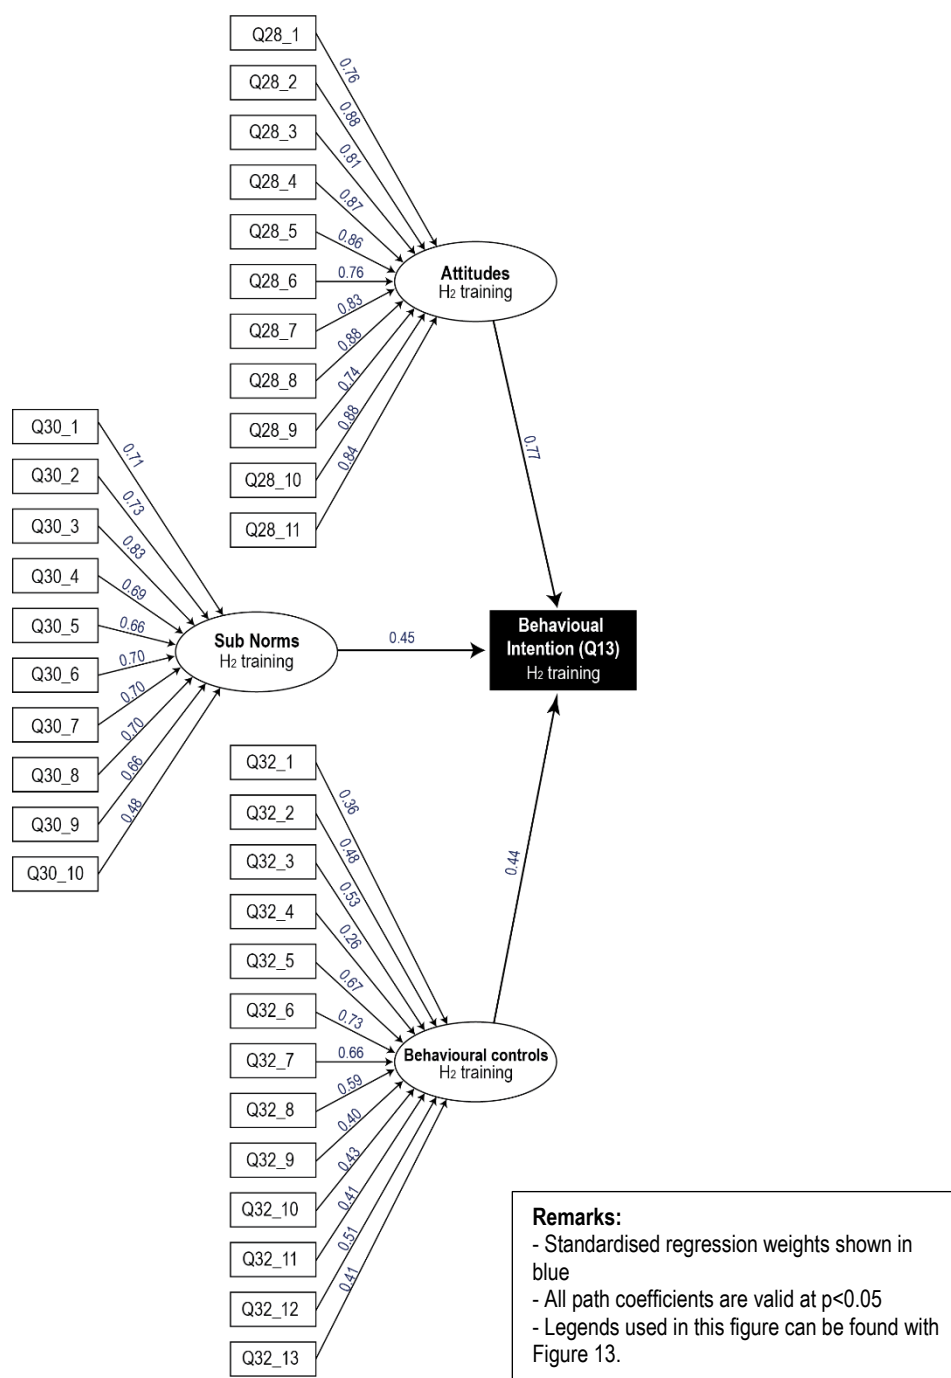 Q28_1
Q28_2
Q28_3
Q28_4
Q28_5
Q28_6
Q28_7
Q28_8
Q28_9
Q28_10
Q28_11
0.76
0.88
0.81
0.87
0.86
0.76
0.83
0.88
0.74
0.88
0.84
Attitudes
H₂ training
0.77
Q30_1
Q30_2
Q30_3
Q30_4
Q30_5
Q30_6
Q30_7
Q30_8
Q30_9
Q30_10
0.71
0.73
0.83
0.69
0.66
0.70
0.70
0.70
0.66
0.48
Sub Norms
H₂ training
0.45
Behavioual
Intention (Q13)
H₂ training
Q32_1
Q32_2
Q32_3
Q32_4
Q32_5
Q32_6
Q32_7
Q32_8
Q32_9
Q32_10
Q32_11
Q32_12
Q32_13
0.36
0.48
0.53
0.26
0.67
0.73
0.66
0.59
0.40
0.43
0.41
0.51
0.41
Behavioural controls
H₂ training
0.44
Remarks:
- Standardised regression weights shown in
blue
- All path coefficients are valid at p<0.05
- Legends used in this figure can be found with
Figure 13.